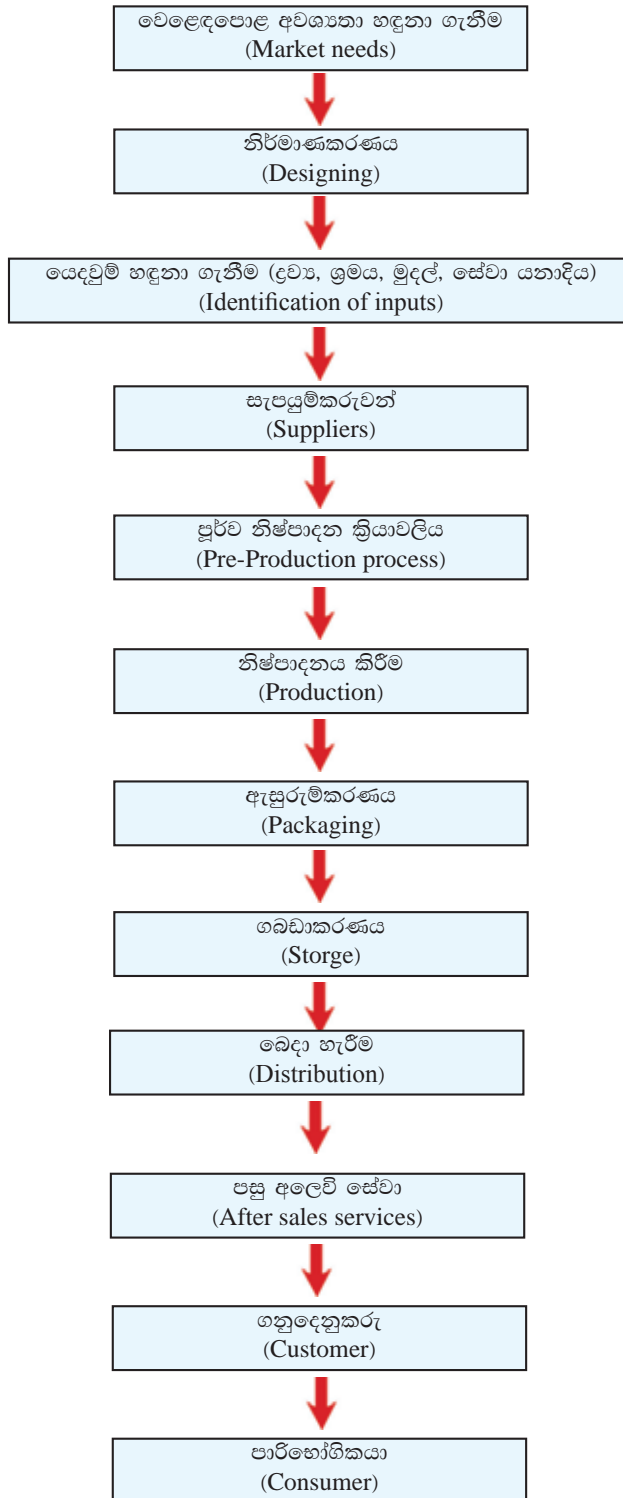 වෙළෙඳපොළ අවශ්‍යතා හඳුනා ගැනීම
(Market needs)
නිර්මාණකරණය
(Designing)
යෙදවුම් හඳුනා ගැනීම (ද්‍රව්‍ය, ශ්‍රමය, මුදල්, සේවා යනාදිය)
(Identification of inputs)
සැපයුම්කරුවන්
(Suppliers)
පූර්ව නිෂ්පාදන ක්‍රියාවලිය
(Pre-Production process)
නිෂ්පාදනය කිරීම
(Production)
ඇසුරුම්කරණය
(Packaging)
ගබඩාකරණය
(Storge)
බෙදා හැරීම
(Distribution)
පසු අලෙවි සේවා
(After sales services)
ගනුදෙනුකරු
(Customer)
පාරිභෝගිකයා
(Consumer)